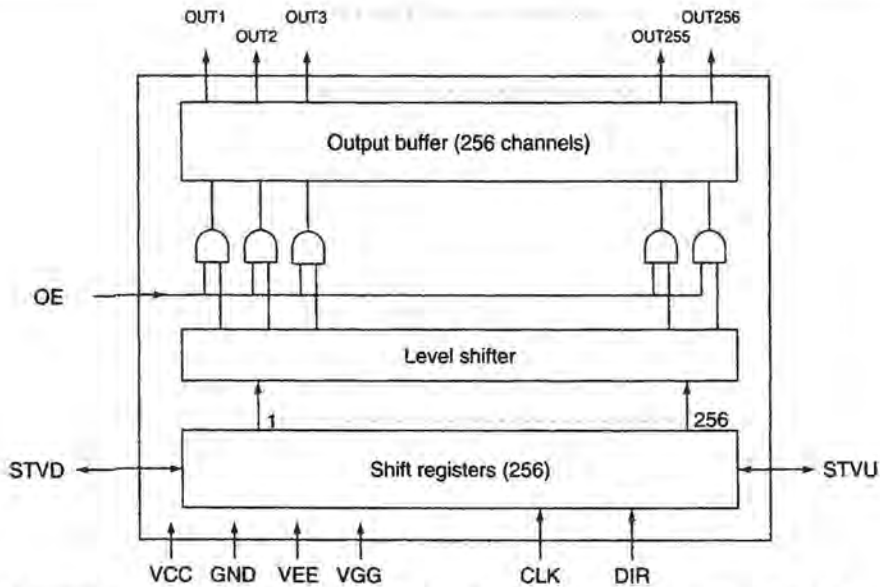 OUT1 OUT3 OUT256
OUT2 OUT255
Output buffer (256 channels)
OE
Level shifter
1 256
STVD Shift registers (256) STVU
VCC GND VEE VGG CLK DIR